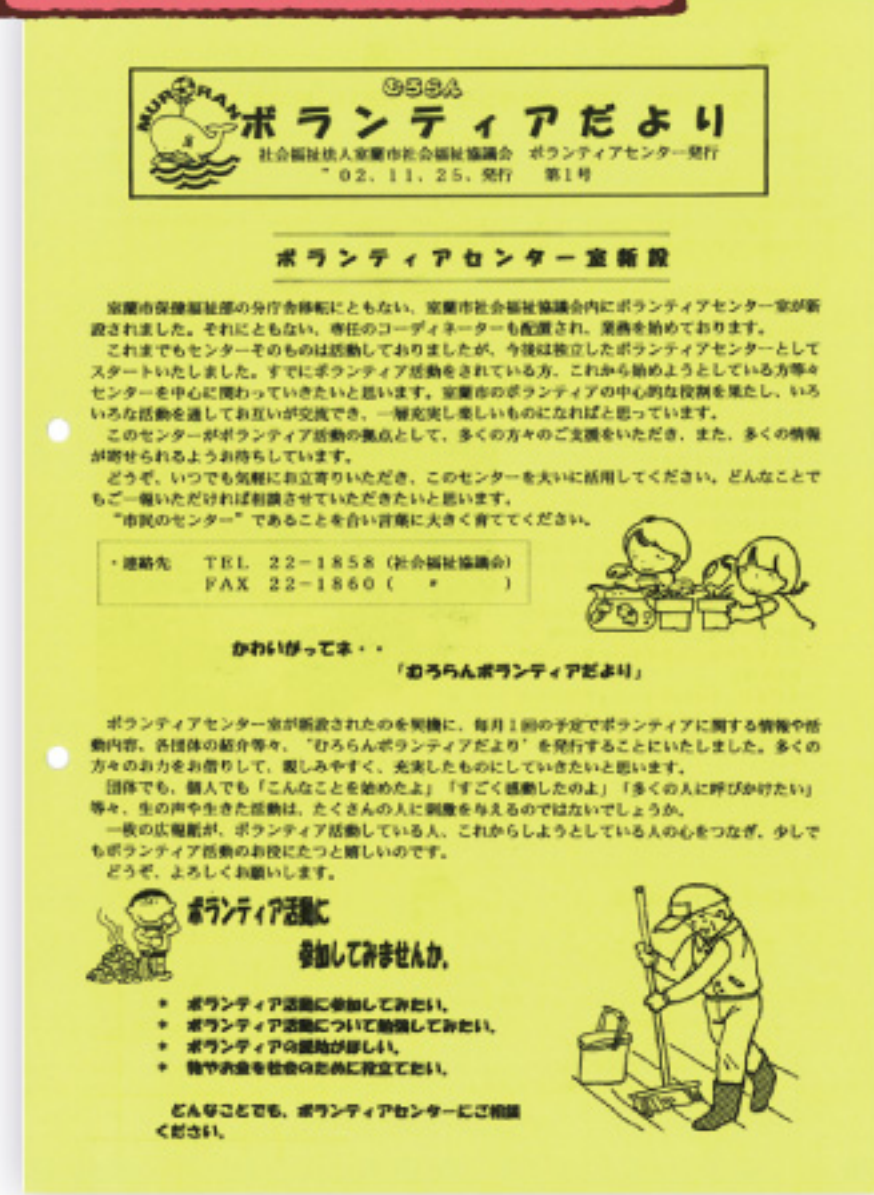 MURORAN
むろらん
ボランティアだより
社会福祉法人室蘭市社会福祉協議会 ボランティアセンター発行
'02.11.25.発行 第1号
ボランティアセンター室新設
室蘭市保健福祉部の分庁舎移転にともない、室蘭市社会福祉協議会内にボランティアセンター室が新
設されました。それにともない、専任のコーディネーターも配置され、業務を始めております。
これまでもセンターそのものは活動しておりましたが、今後は独立したボランティアセンターとして
スタートいたしました。すでにボランティア活動をされている方、これから始めようとしている方等々
センターを中心に関わっていきたいと思います。室蘭市のボランティアの中心的な役割を果たし、いろ
いろな活動を通してお互いが交流でき、一層充実し楽しいものになればと思っています。
このセンターがボランティア活動の拠点として、多くの方々のご支援をいただき、また、多くの情報
が寄せられるようお待ちしています。
どうぞ、いつでも気軽にお立寄りいただき、このセンターを大いに活用してください。どんなことで
もご一報いただければ相談させていただきたいと思います。
“市民のセンター”であることを合い言葉に大きく育ててください。
・連絡先 TEL 22-1858(社会福祉協議会)
FAX 22-1860( 〃 )
かわいがってネ・・
「むろらんボランティアだより」
ボランティアセンター室が新設されたのを契機に、毎月1回の予定でボランティアに関する情報や活
動内容、各団体の紹介等々、“むろらんボランティアだより”を発行することにいたしました。多くの
方々のお力をお借りして、親しみやすく、充実したものにしていきたいと思います。
団体でも、個人でも「こんなことを始めたよ」「すごく感動したのよ」「多くの人に呼びかけたい」
等々、生の声や生きた活動は、たくさんの人に刺激を与えるのではないでしょうか。
一枚の広報紙が、ボランティア活動している人、これからしようとしている人の心をつなぎ、少しで
もボランティア活動のお役にたつと嬉しいのです。
どうぞ、よろしくお願いします。
ボランティア活動に
参加してみませんか。
* ボランティア活動に参加してみたい。
* ボランティア活動について勉強してみたい。
* ボランティアの援助がほしい。
* 物やお金を社会のために役立てたい。
どんなことでも、ボランティアセンターにご相談
ください。